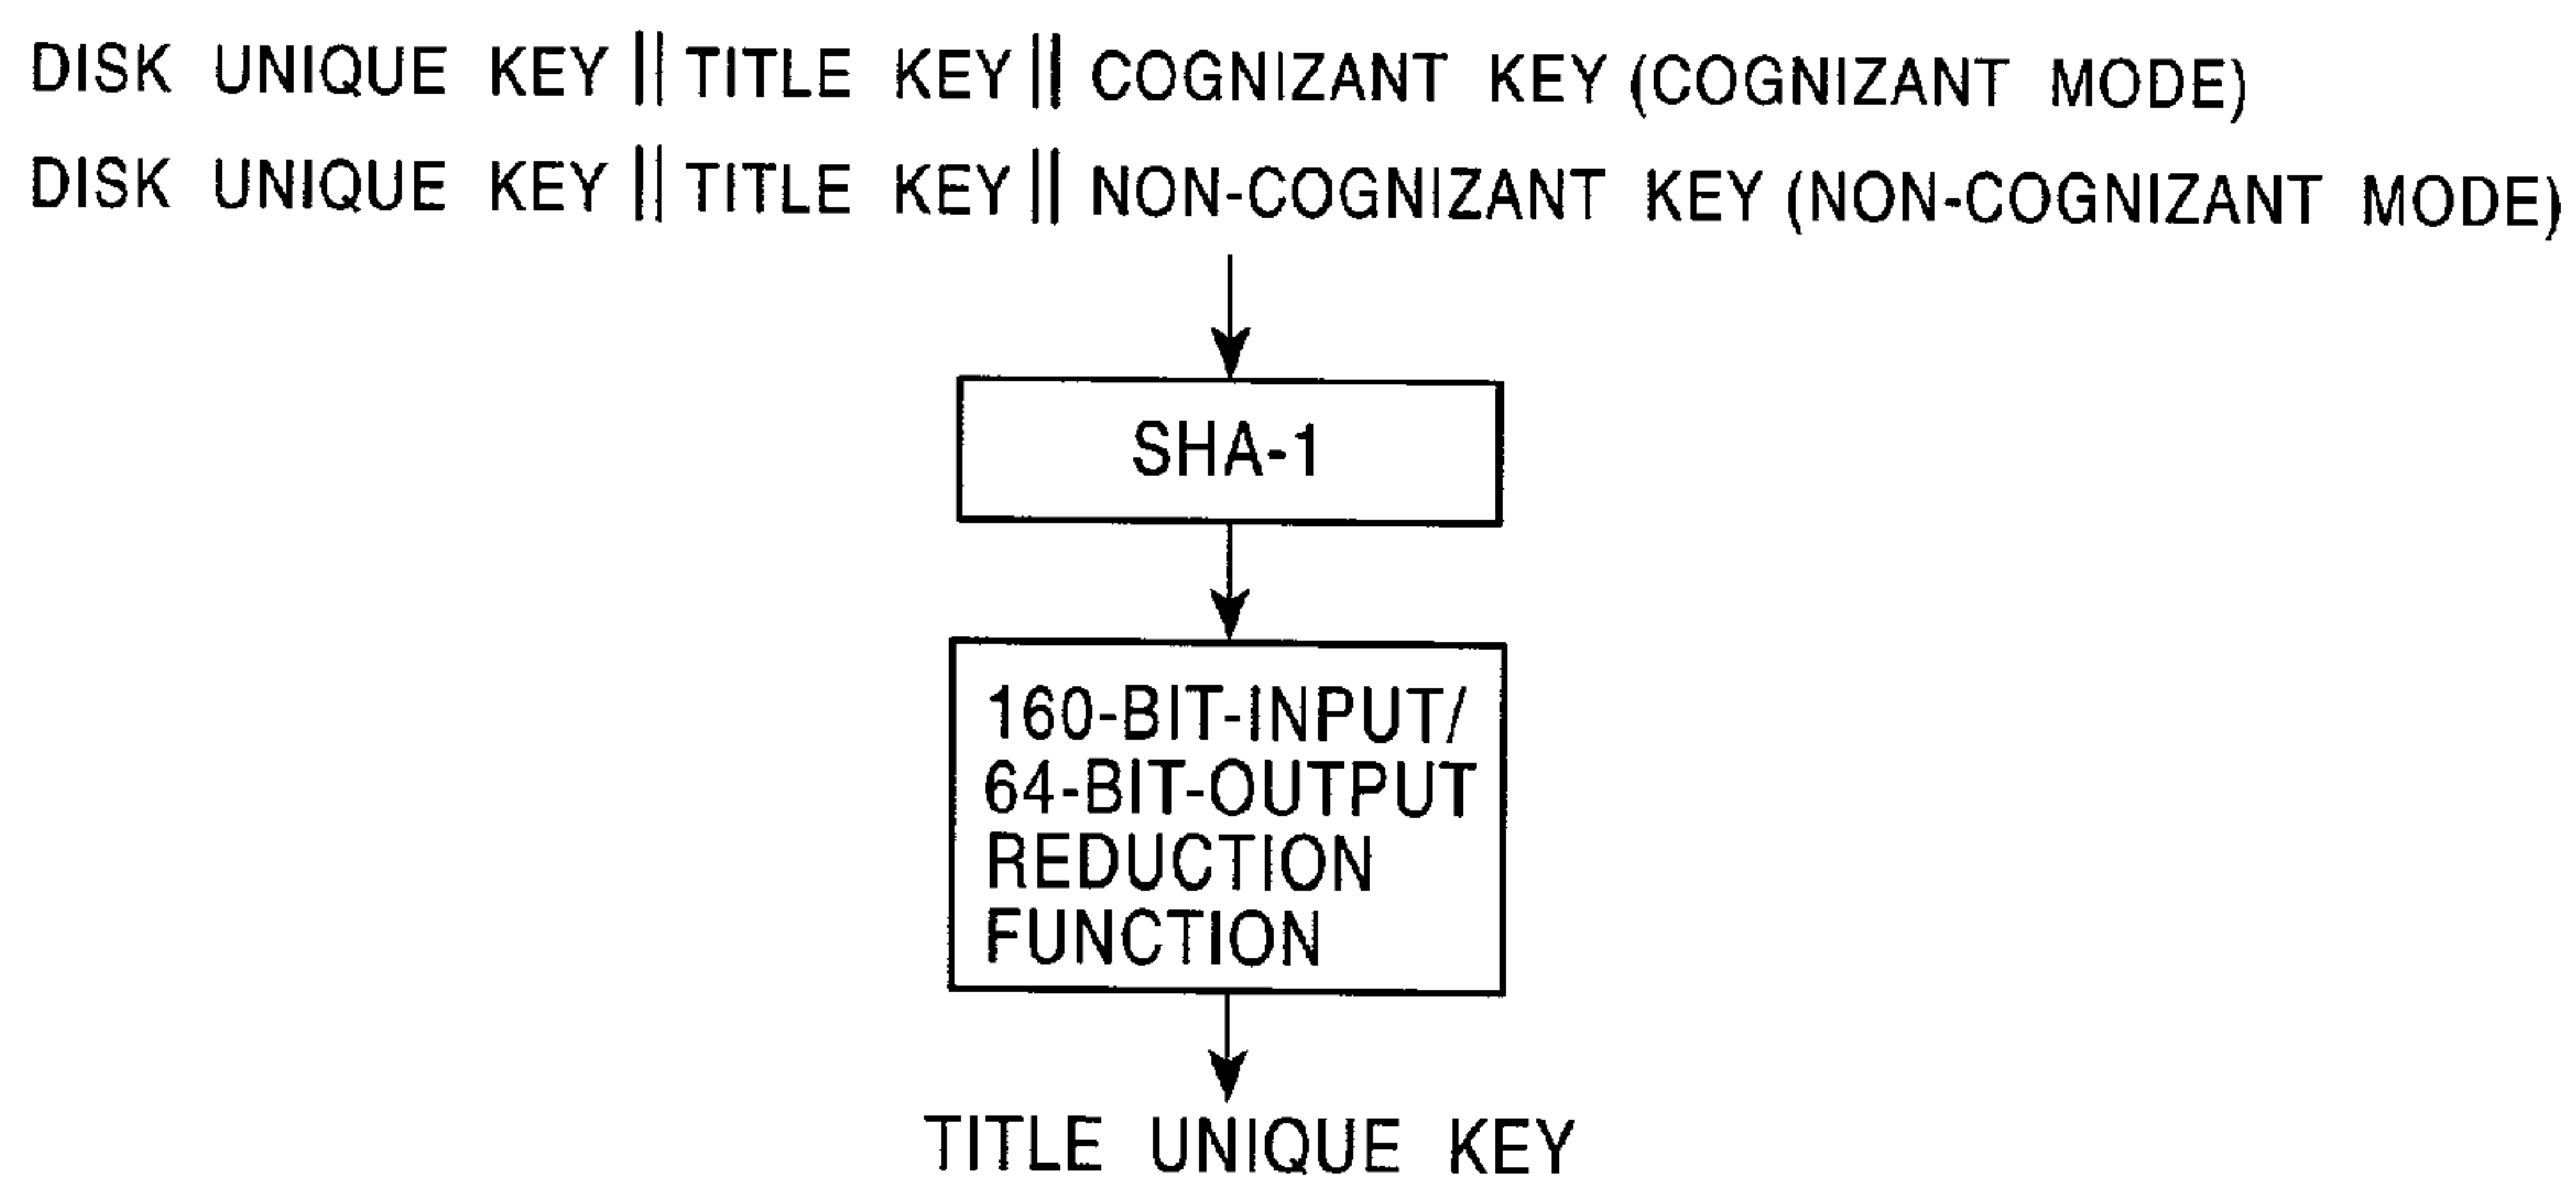 DISK UNIQUE KEY || TITLE KEY || COGNIZANT KEY (COGNIZANT MODE)
DISK UNIQUE KEY || TITLE KEY || NON-COGNIZANT KEY (NON-COGNIZANT MODE)
SHA-1
160-BIT-INPUT/
64-BIT-OUTPUT
REDUCTION
FUNCTION
TITLE UNIQUE KEY